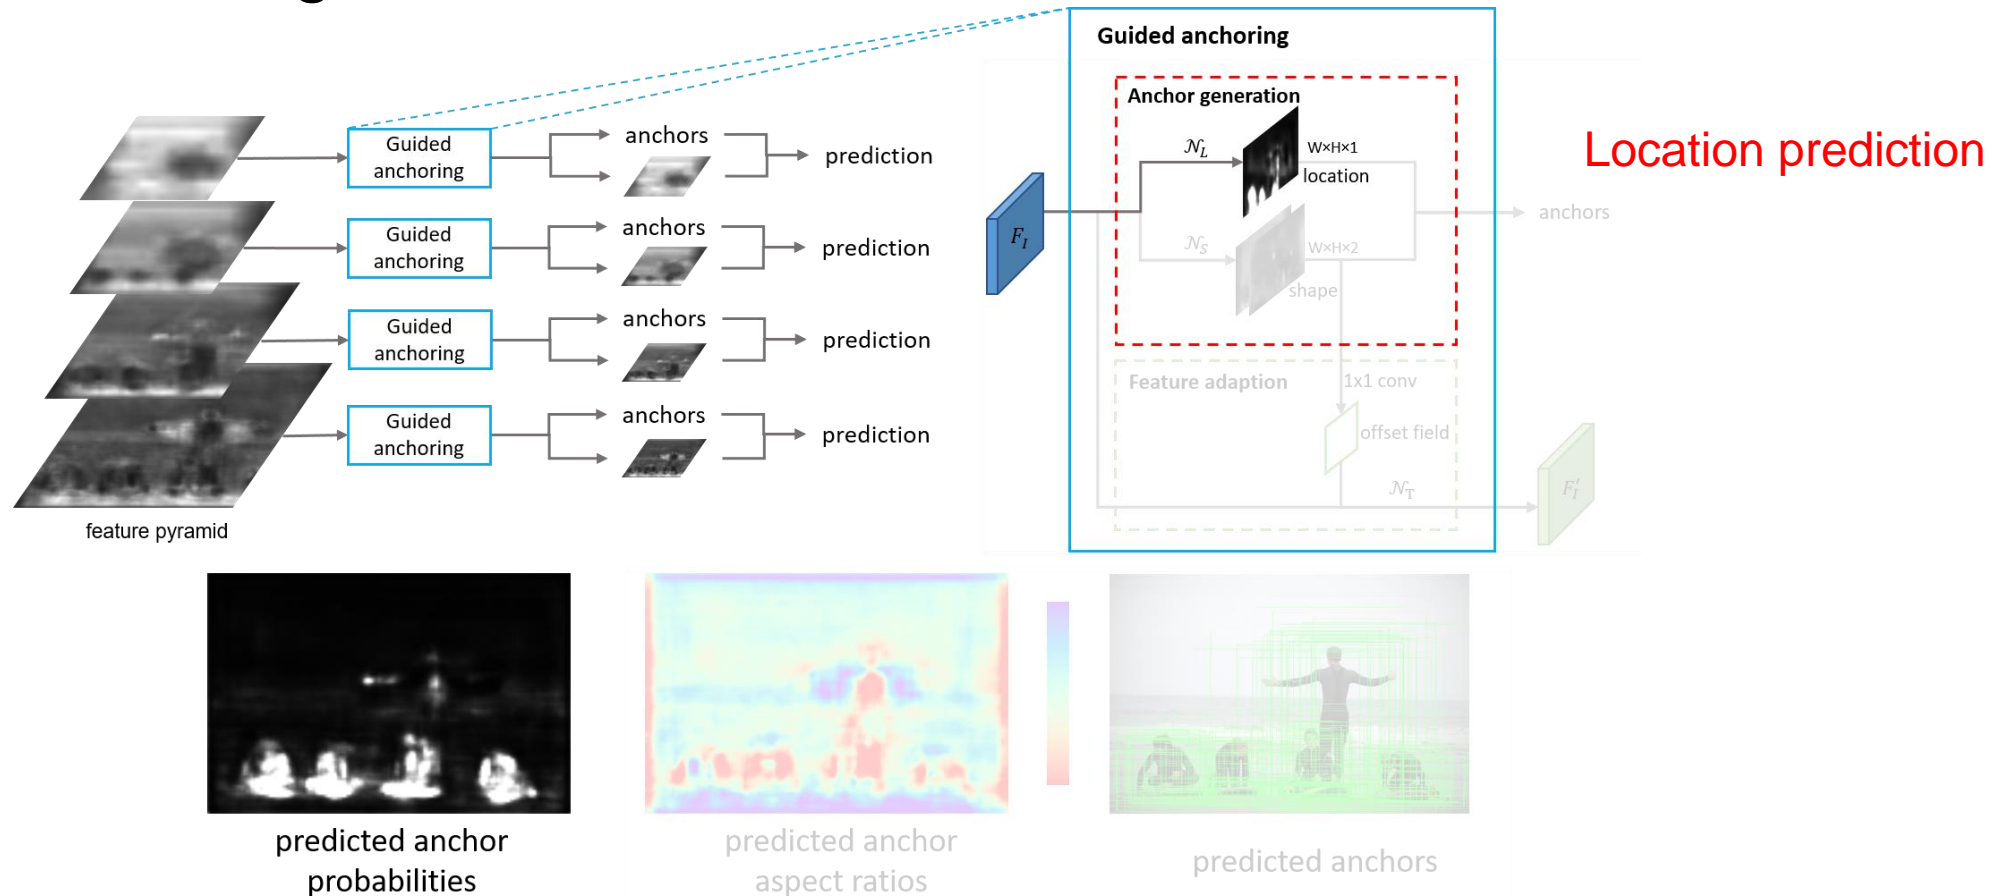 Guided anchoring
Anchor generation
Location prediction
Guided
anchoring
anchors
prediction
𝒩L
W×H×1
location
anchors
F_I
𝒩S
W×H×2
shape
Guided
anchoring
anchors
prediction
Guided
anchoring
anchors
prediction
Feature adaption
1x1 conv
offset field
Guided
anchoring
anchors
prediction
𝒩T
F_I′
feature pyramid
predicted anchor
probabilities
predicted anchor
aspect ratios
predicted anchors